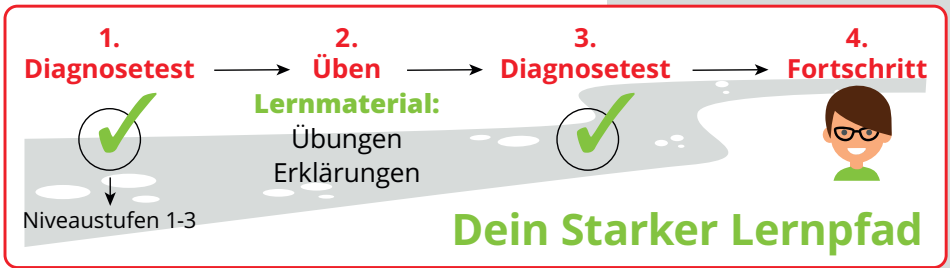 1.
Diagnosetest
2.
Üben
3.
Diagnosetest
4.
Fortschritt
Lernmaterial:
Übungen
Erklärungen
Niveaustufen 1-3
Dein Starker Lernpfad